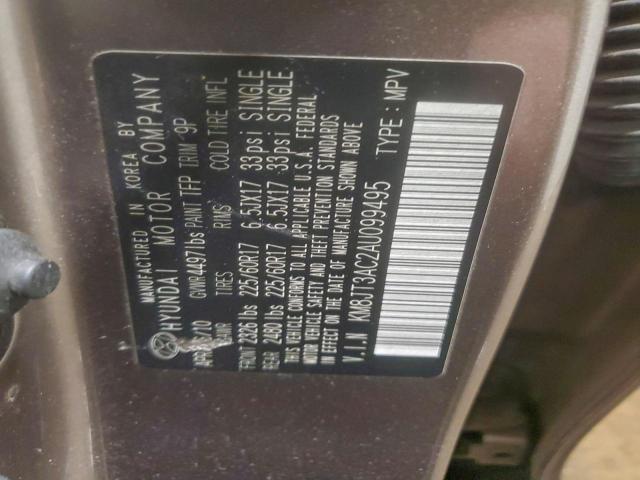 MANUFACTURED IN KOREA BY
HYUNDAI MOTOR COMPANY
GVWR 4497 lbs PAINT TFP TRIM 9P
TIRES RIMS COLD TIRE INFL
FRONT 2326 lbs 225/60R17 6.5JX17 33psi SINGLE
REAR 2480 lbs 225/60R17 6.5JX17 33psi SINGLE
THIS VEHICLE CONFORMS TO ALL APPLICABLE U.S.A. FEDERAL
MOTOR VEHICLE SAFETY AND THEFT PREVENTION STANDARDS
IN EFFECT ON THE DATE OF MANUFACTURE SHOWN ABOVE
V.I.N KM8JT3AC2AU099495 TYPE : MPV